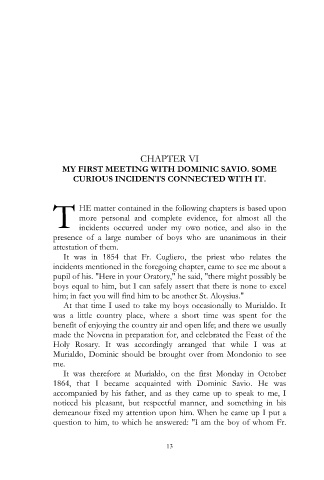 CHAPTER VI
MY FIRST MEETING WITH DOMINIC SAVIO. SOME
CURIOUS INCIDENTS CONNECTED WITH IT.
THE matter contained in the following chapters is based upon
more personal and complete evidence, for almost all the
incidents occurred under my own notice, and also in the
presence of a large number of boys who are unanimous in their
attestation of them.
It was in 1854 that Fr. Cugliero, the priest who relates the
incidents mentioned in the foregoing chapter, came to see me about a
pupil of his. "Here in your Oratory," he said, "there might possibly be
boys equal to him, but I can safely assert that there is none to excel
him; in fact you will find him to be another St. Aloysius."
At that time I used to take my boys occasionally to Murialdo. It
was a little country place, where a short time was spent for the
benefit of enjoying the country air and open life; and there we usually
made the Novena in preparation for, and celebrated the Feast of the
Holy Rosary. It was accordingly arranged that while I was at
Murialdo, Dominic should be brought over from Mondonio to see
me.
It was therefore at Murialdo, on the first Monday in October
1864, that I became acquainted with Dominic Savio. He was
accompanied by his father, and as they came up to speak to me, I
noticed his pleasant, but respectful manner, and something in his
demeanour fixed my attention upon him. When he came up I put a
question to him, to which he answered: "I am the boy of whom Fr.
13